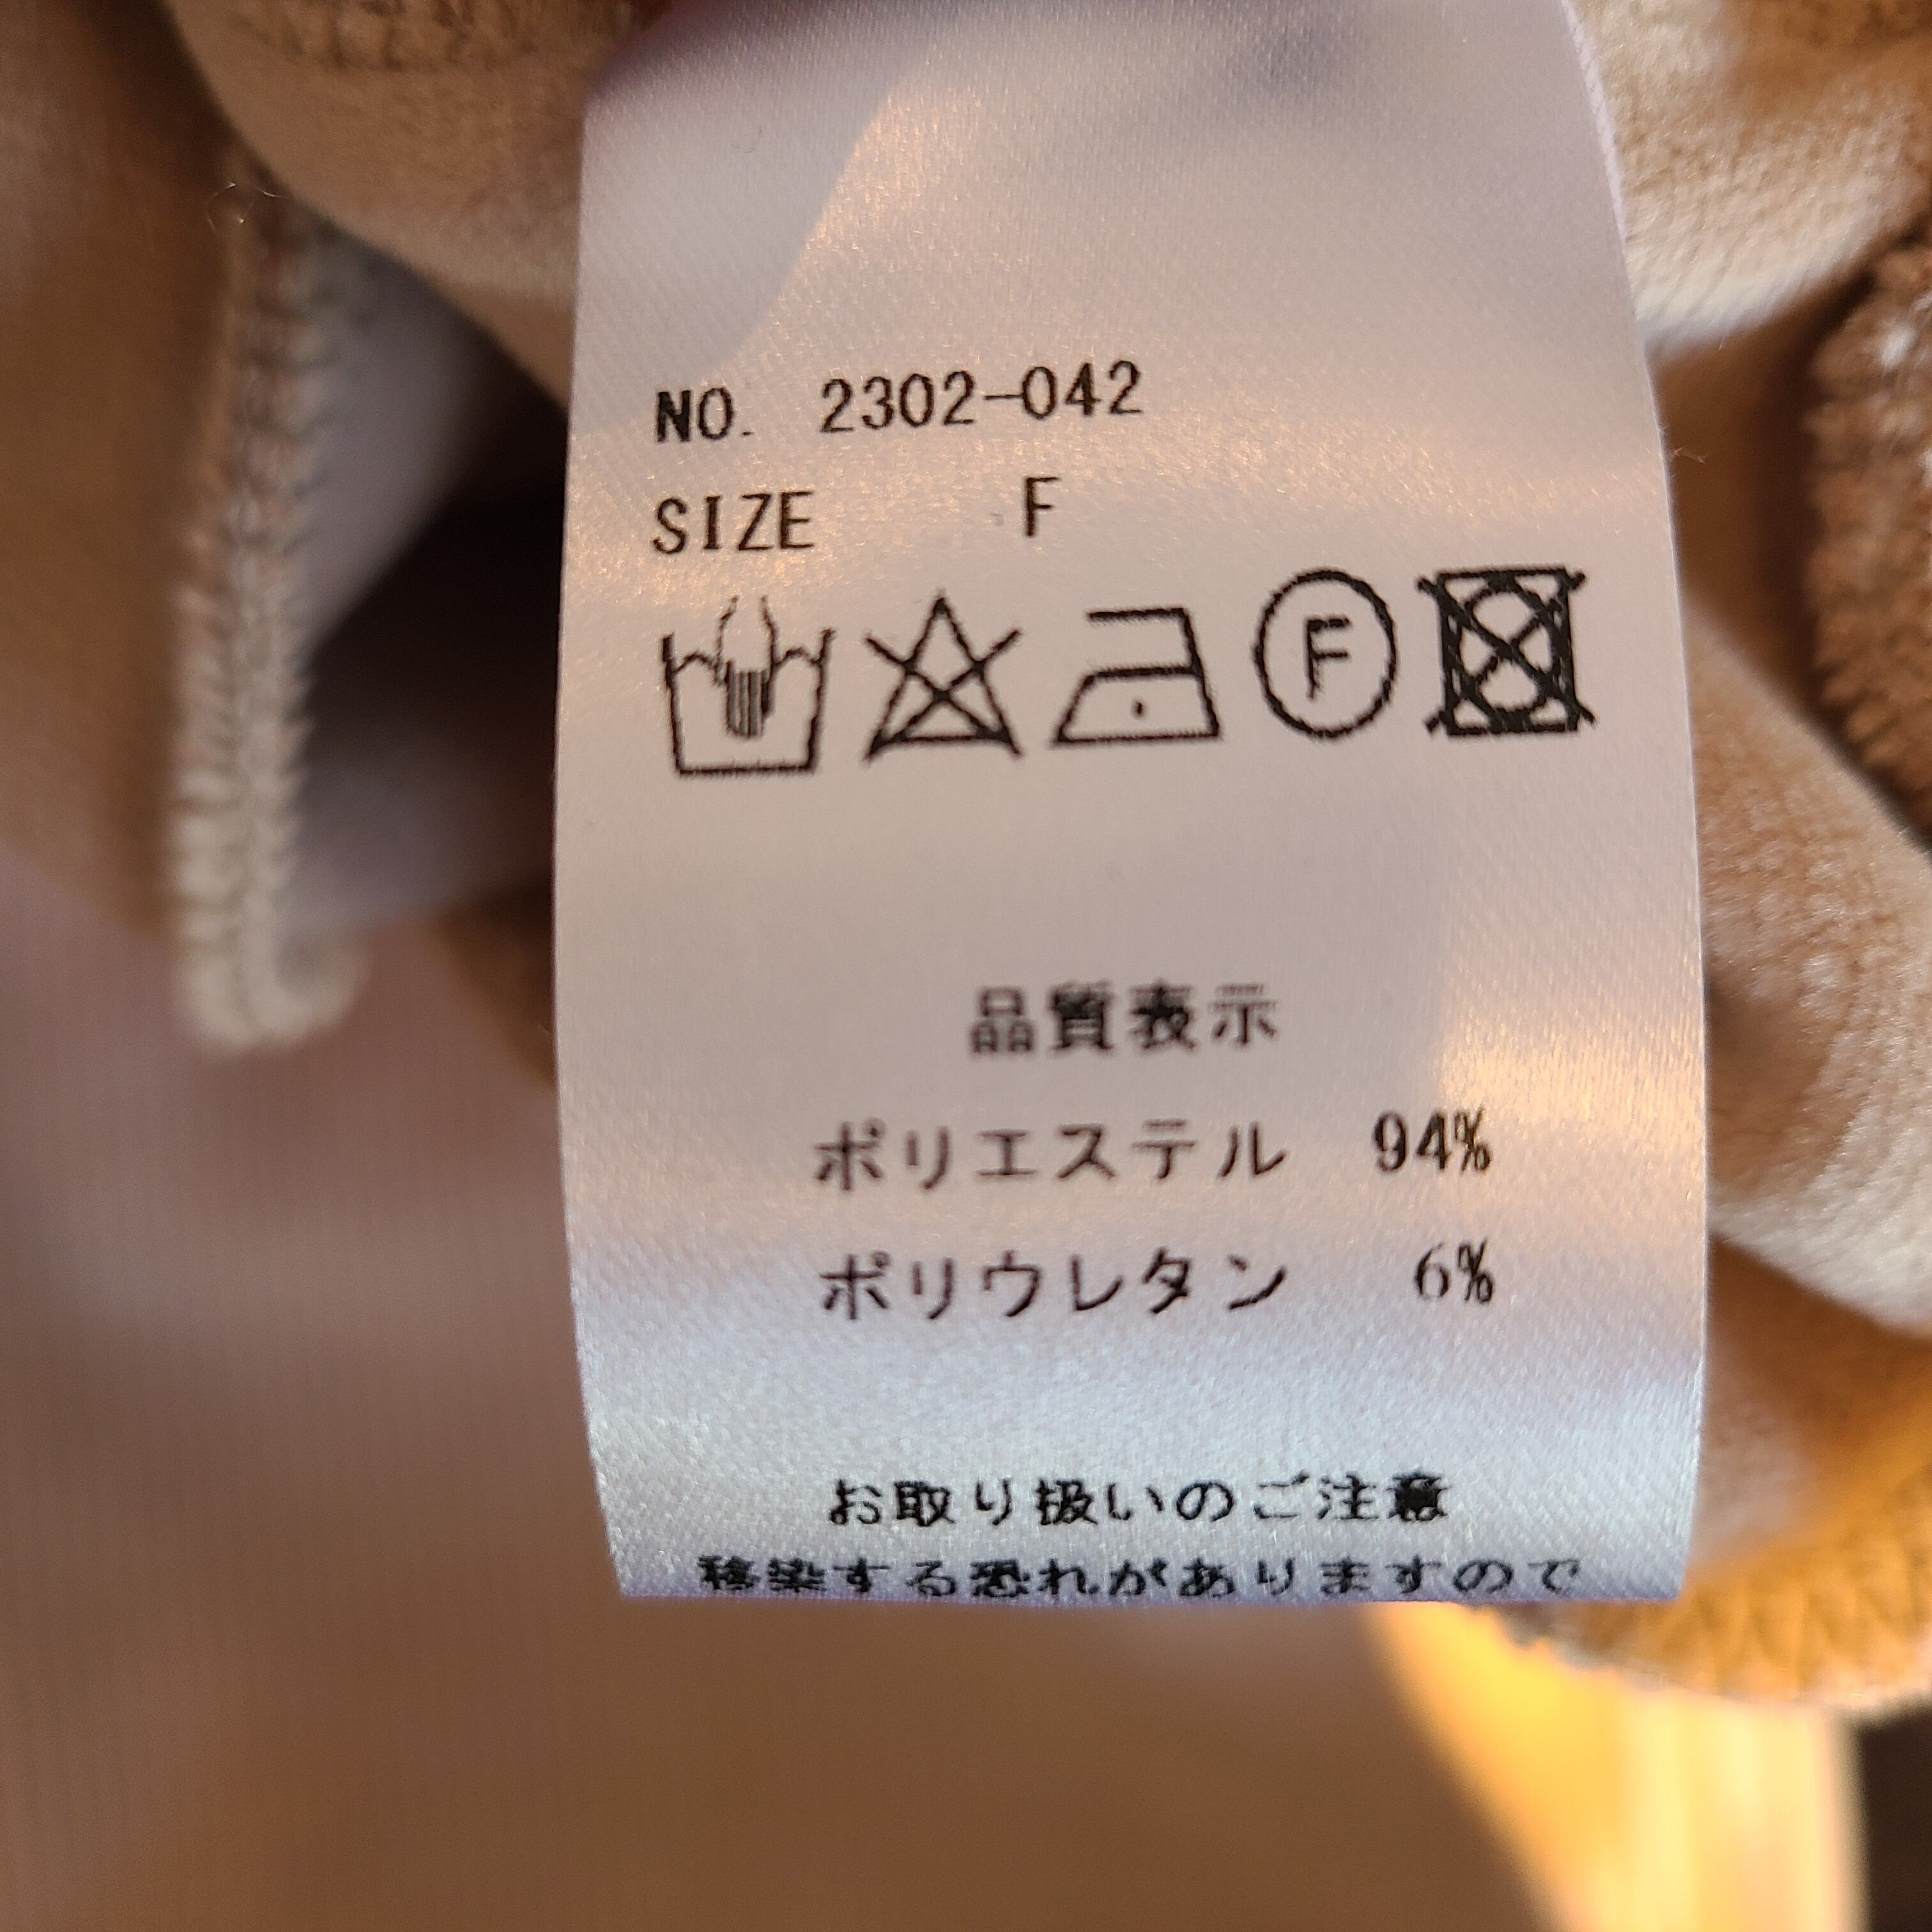 NO. 2302-042
SIZE F
F
品質表示
ポリエステル 94%
ポリウレタン 6%
お取り扱いのご注意
移染する恐れがありますので